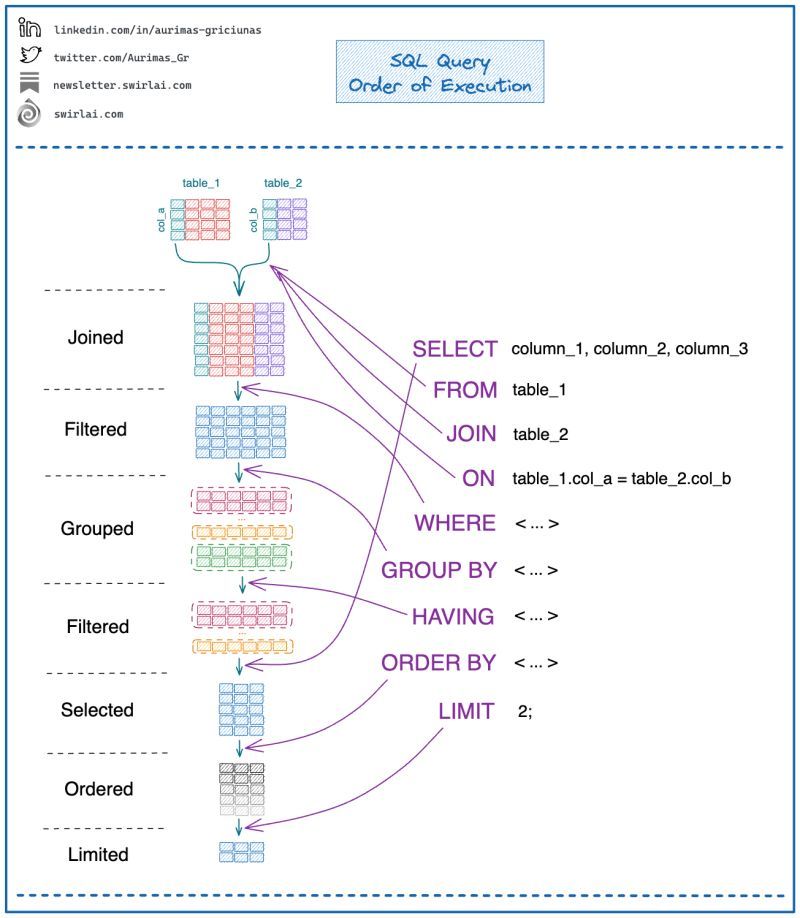 linkedin.com/in/aurimas-griciunas
twitter.com/Aurimas_Gr
newsletter.swirlai.com
swirlai.com
SQL Query
Order of Execution
table_1
table_2
col_a
col_b
Joined
Filtered
Grouped
...
Filtered
...
Selected
Ordered
Limited
SELECT column_1, column_2, column_3
FROM table_1
JOIN table_2
ON table_1.col_a = table_2.col_b
WHERE < ... >
GROUP BY < ... >
HAVING < ... >
ORDER BY < ... >
LIMIT 2;